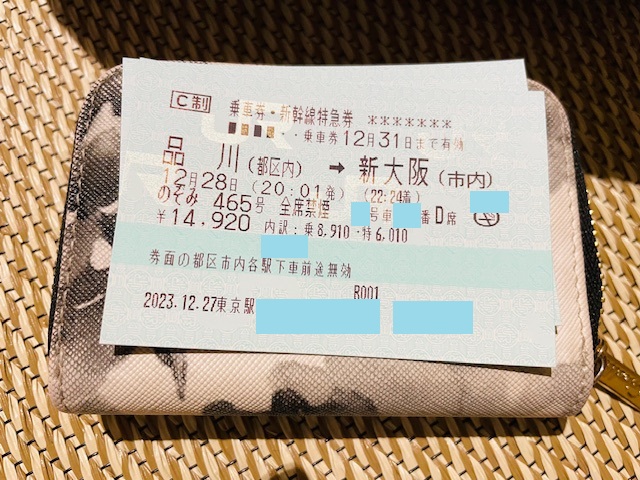 C制 乗車券・新幹線特急券 *******
・・乗車券12月31日まで有効
品 川(都区内) → 新大阪(市内)
12月28日 (20:01発) (22:24着)
のぞみ 465号 全席禁煙 号車 番D席
¥14,920 内訳:乗8,910・特6,010
券面の都区市内各駅下車前途無効
R001
2023.12.27東京駅